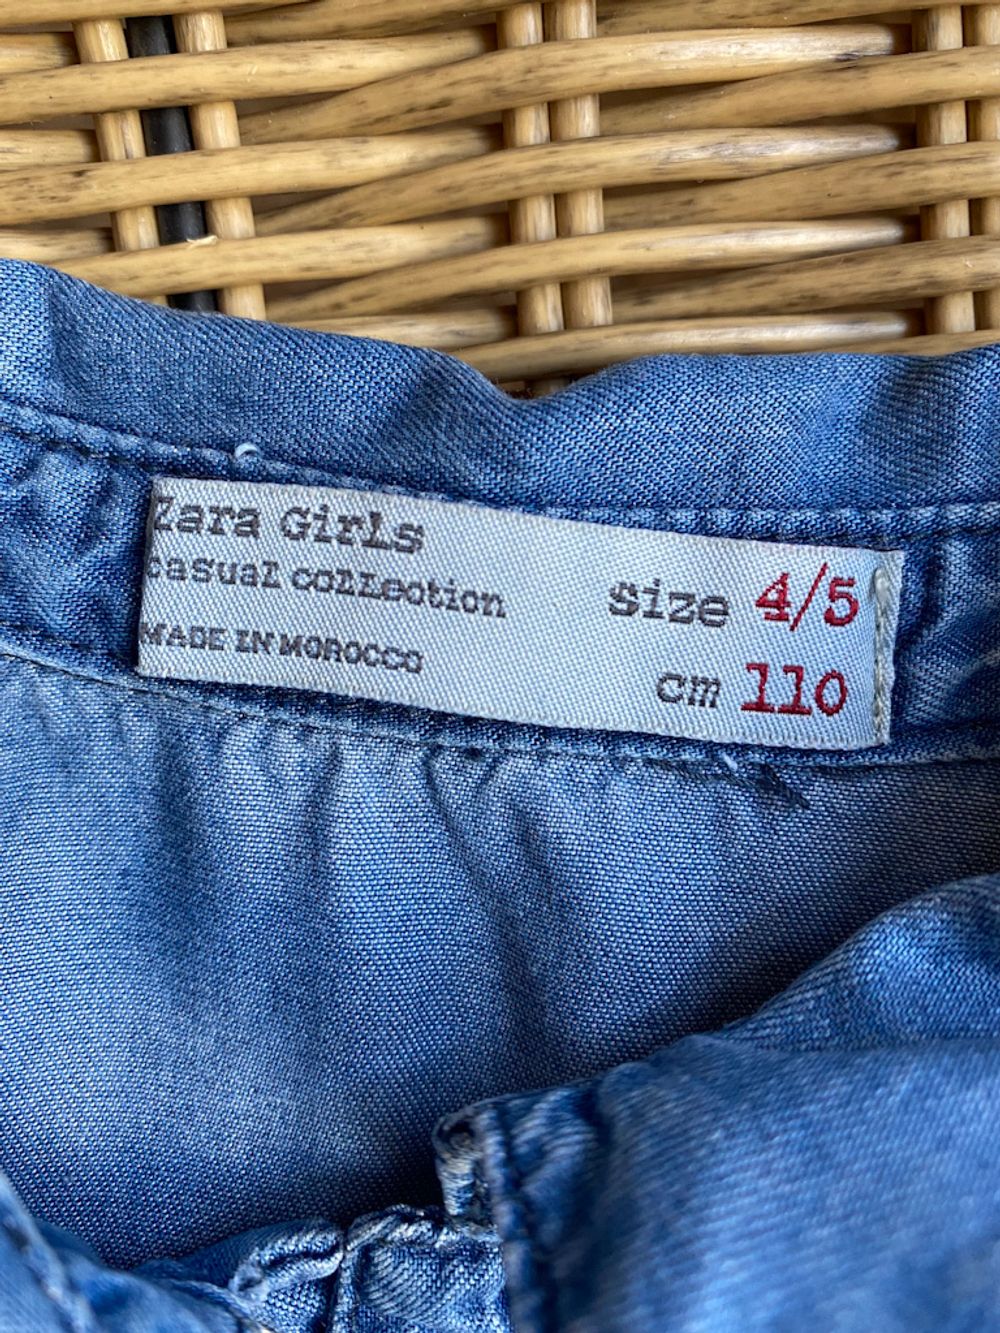 Zara Girls
casual collection
MADE IN MOROCCO
size 4/5
cm 110